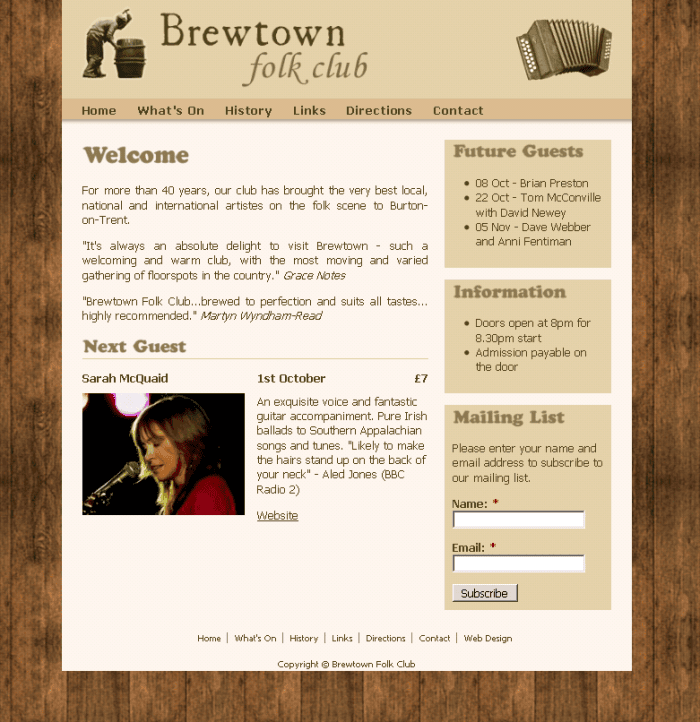 Brewtown
folk club
Home What's On History Links Directions Contact
Welcome
For more than 40 years, our club has brought the very best local,
national and international artistes on the folk scene to Burton-
on-Trent.
"It's always an absolute delight to visit Brewtown - such a
welcoming and warm club, with the most moving and varied
gathering of floorspots in the country." Grace Notes
"Brewtown Folk Club...brewed to perfection and suits all tastes...
highly recommended." Martyn Wyndham-Read
Next Guest
Sarah McQuaid 1st October £7
An exquisite voice and fantastic
guitar accompaniment. Pure Irish
ballads to Southern Appalachian
songs and tunes. "Likely to make
the hairs stand up on the back of
your neck" - Aled Jones (BBC
Radio 2)
Website
Future Guests
• 08 Oct - Brian Preston
• 22 Oct - Tom McConville
with David Newey
• 05 Nov - Dave Webber
and Anni Fentiman
Information
• Doors open at 8pm for
8.30pm start
• Admission payable on
the door
Mailing List
Please enter your name and
email address to subscribe to
our mailing list.
Name: *
Email: *
Subscribe
Home | What's On | History | Links | Directions | Contact | Web Design
Copyright © Brewtown Folk Club